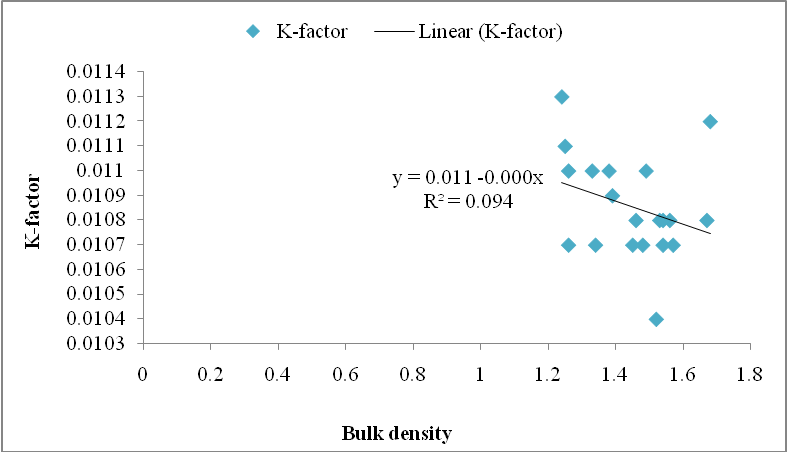 K-factor Linear (K-factor)
0.0114
0.0113
0.0112
0.0111
0.011
0.0109
0.0108
0.0107
0.0106
0.0105
0.0104
0.0103
K-factor
y = 0.011 -0.000x
R² = 0.094
0 0.2 0.4 0.6 0.8 1 1.2 1.4 1.6 1.8
Bulk density